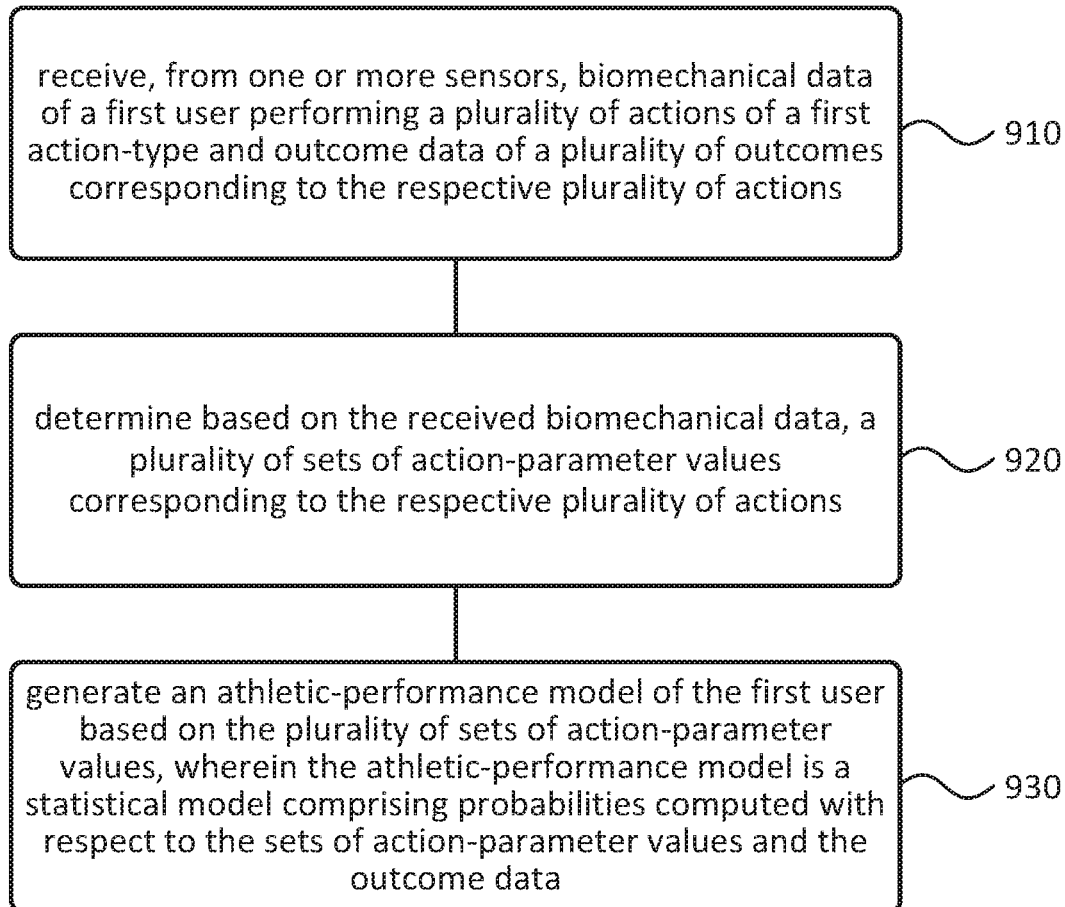 receive, from one or more sensors, biomechanical data
of a first user performing a plurality of actions of a first
action-type and outcome data of a plurality of outcomes
corresponding to the respective plurality of actions
910
determine based on the received biomechanical data, a
plurality of sets of action-parameter values
corresponding to the respective plurality of actions
920
generate an athletic-performance model of the first user
based on the plurality of sets of action-parameter
values, wherein the athletic-performance model is a
statistical model comprising probabilities computed with
respect to the sets of action-parameter values and the
outcome data
930